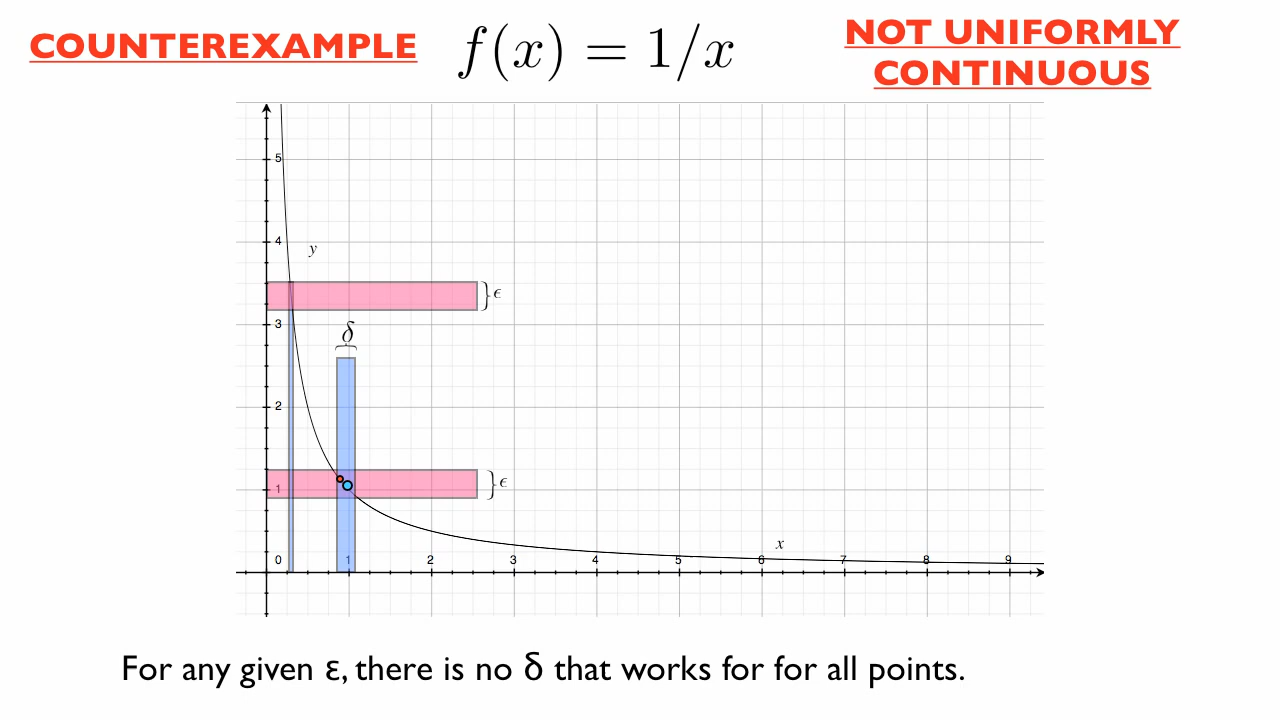 COUNTEREXAMPLE
f(x) = 1/x
NOT UNIFORMLY
CONTINUOUS
5
4
y
}ϵ
3
δ
2
1
}ϵ
x
0 1 2 3 4 5 6 7 8 9
For any given ε, there is no δ that works for for all points.